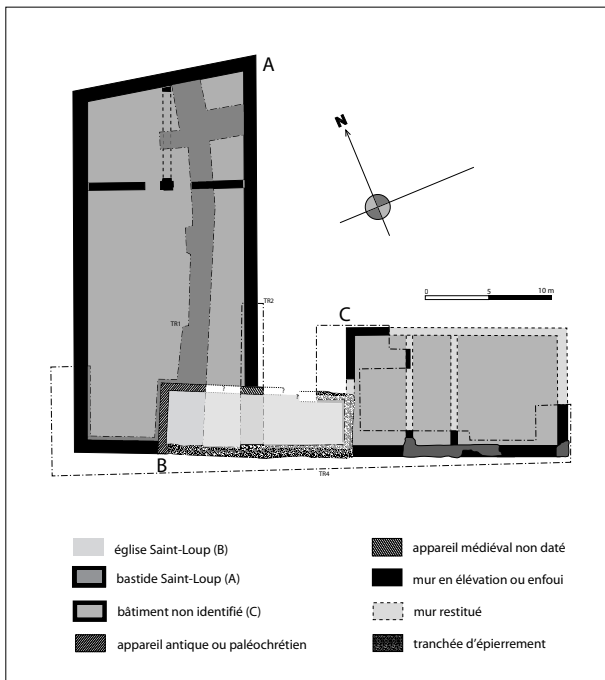 A
N
0 5 10 m
C
TR2
TR1
?
?
?
B
TR4
église Saint-Loup (B)
bastide Saint-Loup (A)
bâtiment non identifié (C)
appareil antique ou paléochrétien
appareil médiéval non daté
mur en élévation ou enfoui
mur restitué
tranchée d'épierrement